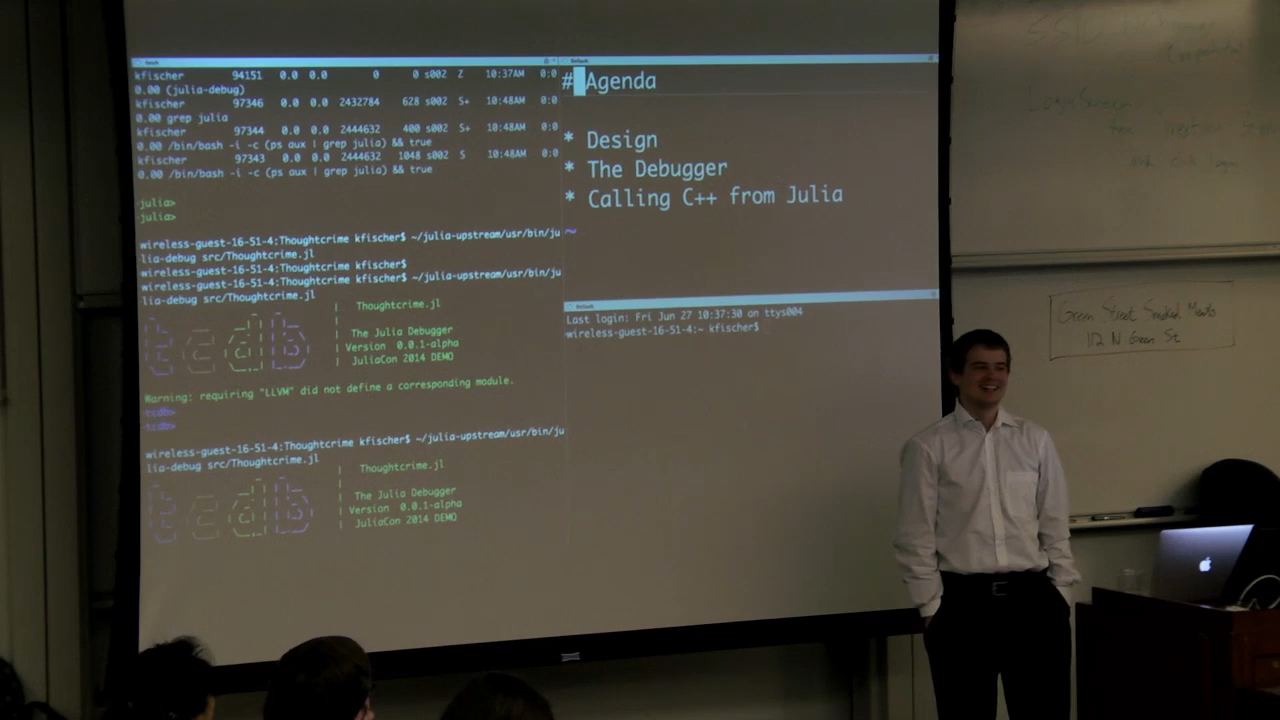 kfischer 94151 0.0 0.0 0 0 s002 Z 10:37AM 0:0
0.00 (julia-debug)
kfischer 97346 0.0 0.0 2432784 628 s002 S+ 10:48AM 0:0
0.00 grep julia
kfischer 97344 0.0 0.0 2444632 400 s002 S+ 10:48AM 0:0
0.00 /bin/bash -i -c (ps aux | grep julia) && true
kfischer 97343 0.0 0.0 2444632 1048 s002 S 10:48AM 0:0
0.00 /bin/bash -i -c (ps aux | grep julia) && true
julia>
julia>
wireless-guest-16-51-4:Thoughtcrime kfischer$ ~/julia-upstream/usr/bin/ju
lia-debug src/Thoughtcrime.jl
wireless-guest-16-51-4:Thoughtcrime kfischer$
wireless-guest-16-51-4:Thoughtcrime kfischer$ ~/julia-upstream/usr/bin/ju
lia-debug src/Thoughtcrime.jl
tcdb
| Thoughtcrime.jl
|
| The Julia Debugger
| Version 0.0.1-alpha
| JuliaCon 2014 DEMO
Warning: requiring "LLVM" did not define a corresponding module.
tcdb>
tcdb>
wireless-guest-16-51-4:Thoughtcrime kfischer$ ~/julia-upstream/usr/bin/ju
lia-debug src/Thoughtcrime.jl
tcdb
| Thoughtcrime.jl
|
| The Julia Debugger
| Version 0.0.1-alpha
| JuliaCon 2014 DEMO
# Agenda
* Design
* The Debugger
* Calling C++ from Julia
~
Last login: Fri Jun 27 10:37:30 on ttys004
wireless-guest-16-51-4:~ kfischer$
Green Street Smoked Meats
112 N Green St